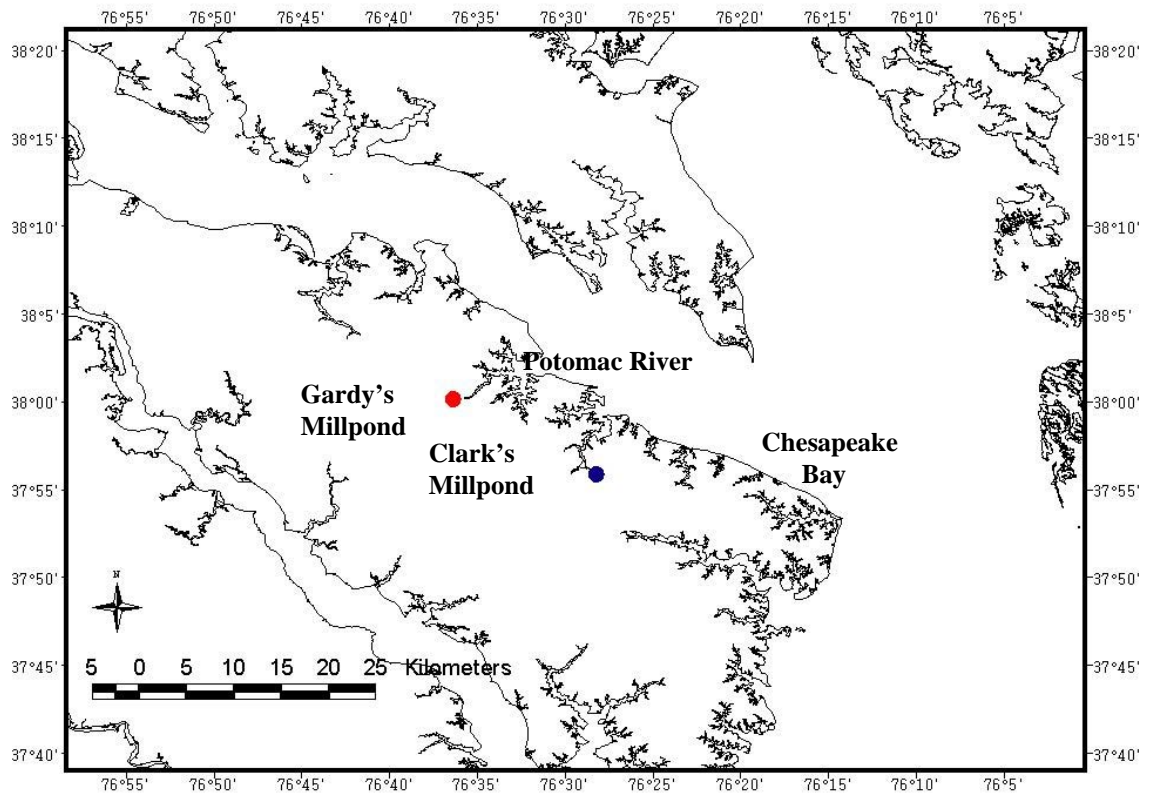 76°55' 76°50' 76°45' 76°40' 76°35' 76°30' 76°25' 76°20' 76°15' 76°10' 76°5'
38°20' 38°20'
38°15' 38°15'
38°10' 38°10'
38°5' 38°5'
Potomac River
Gardy's
Millpond
38°00' 38°00'
Clark's
Millpond
Chesapeake
Bay
37°55' 37°55'
37°50' 37°50'
N
37°45' 37°45'
5 0 5 10 15 20 25 Kilometers
37°40' 37°40'
76°55' 76°50' 76°45' 76°40' 76°35' 76°30' 76°25' 76°20' 76°15' 76°10' 76°5'